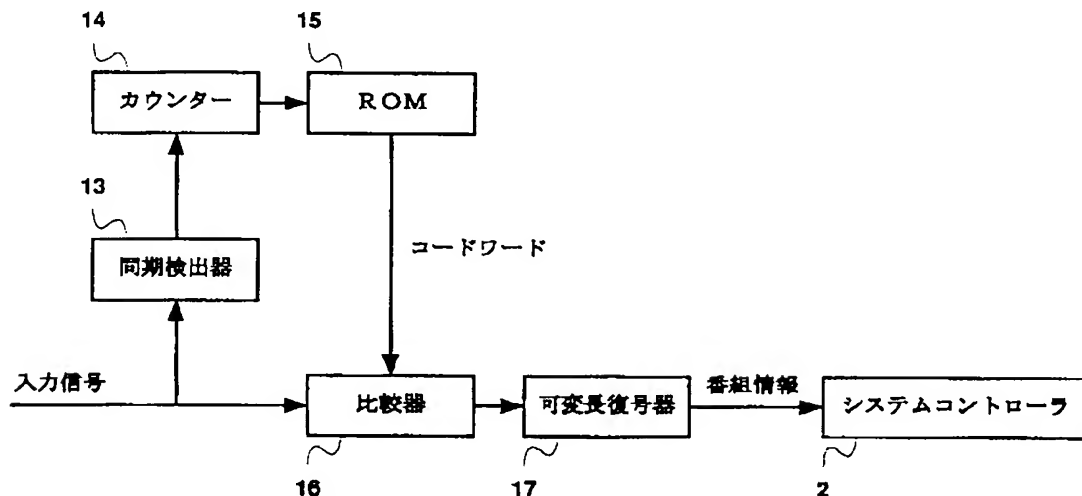 14
15
カウンター
ROM
13
同期検出器
コードワード
入力信号
比較器
可変長復号器
番組情報
システムコントローラ
16
17
2